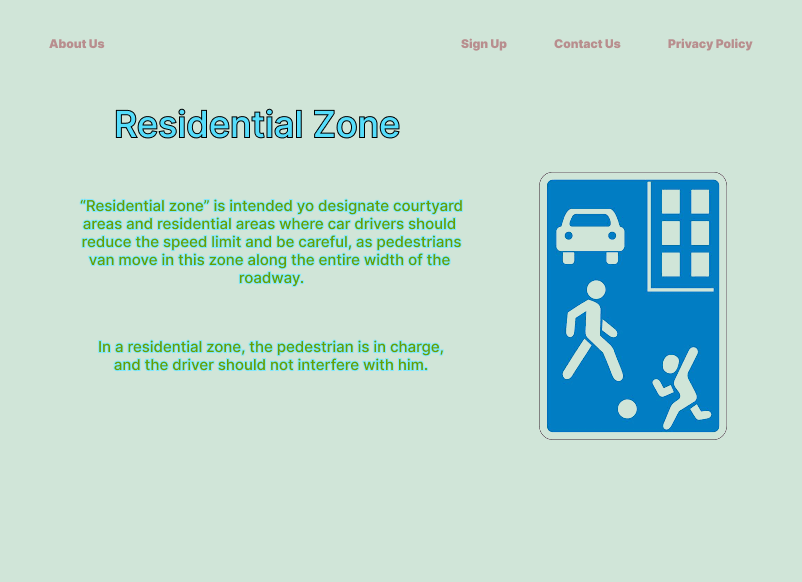 About Us Sign Up Contact Us Privacy Policy
Residential Zone
“Residential zone” is intended yo designate courtyard
areas and residential areas where car drivers should
reduce the speed limit and be careful, as pedestrians
van move in this zone along the entire width of the
roadway.
In a residential zone, the pedestrian is in charge,
and the driver should not interfere with him.